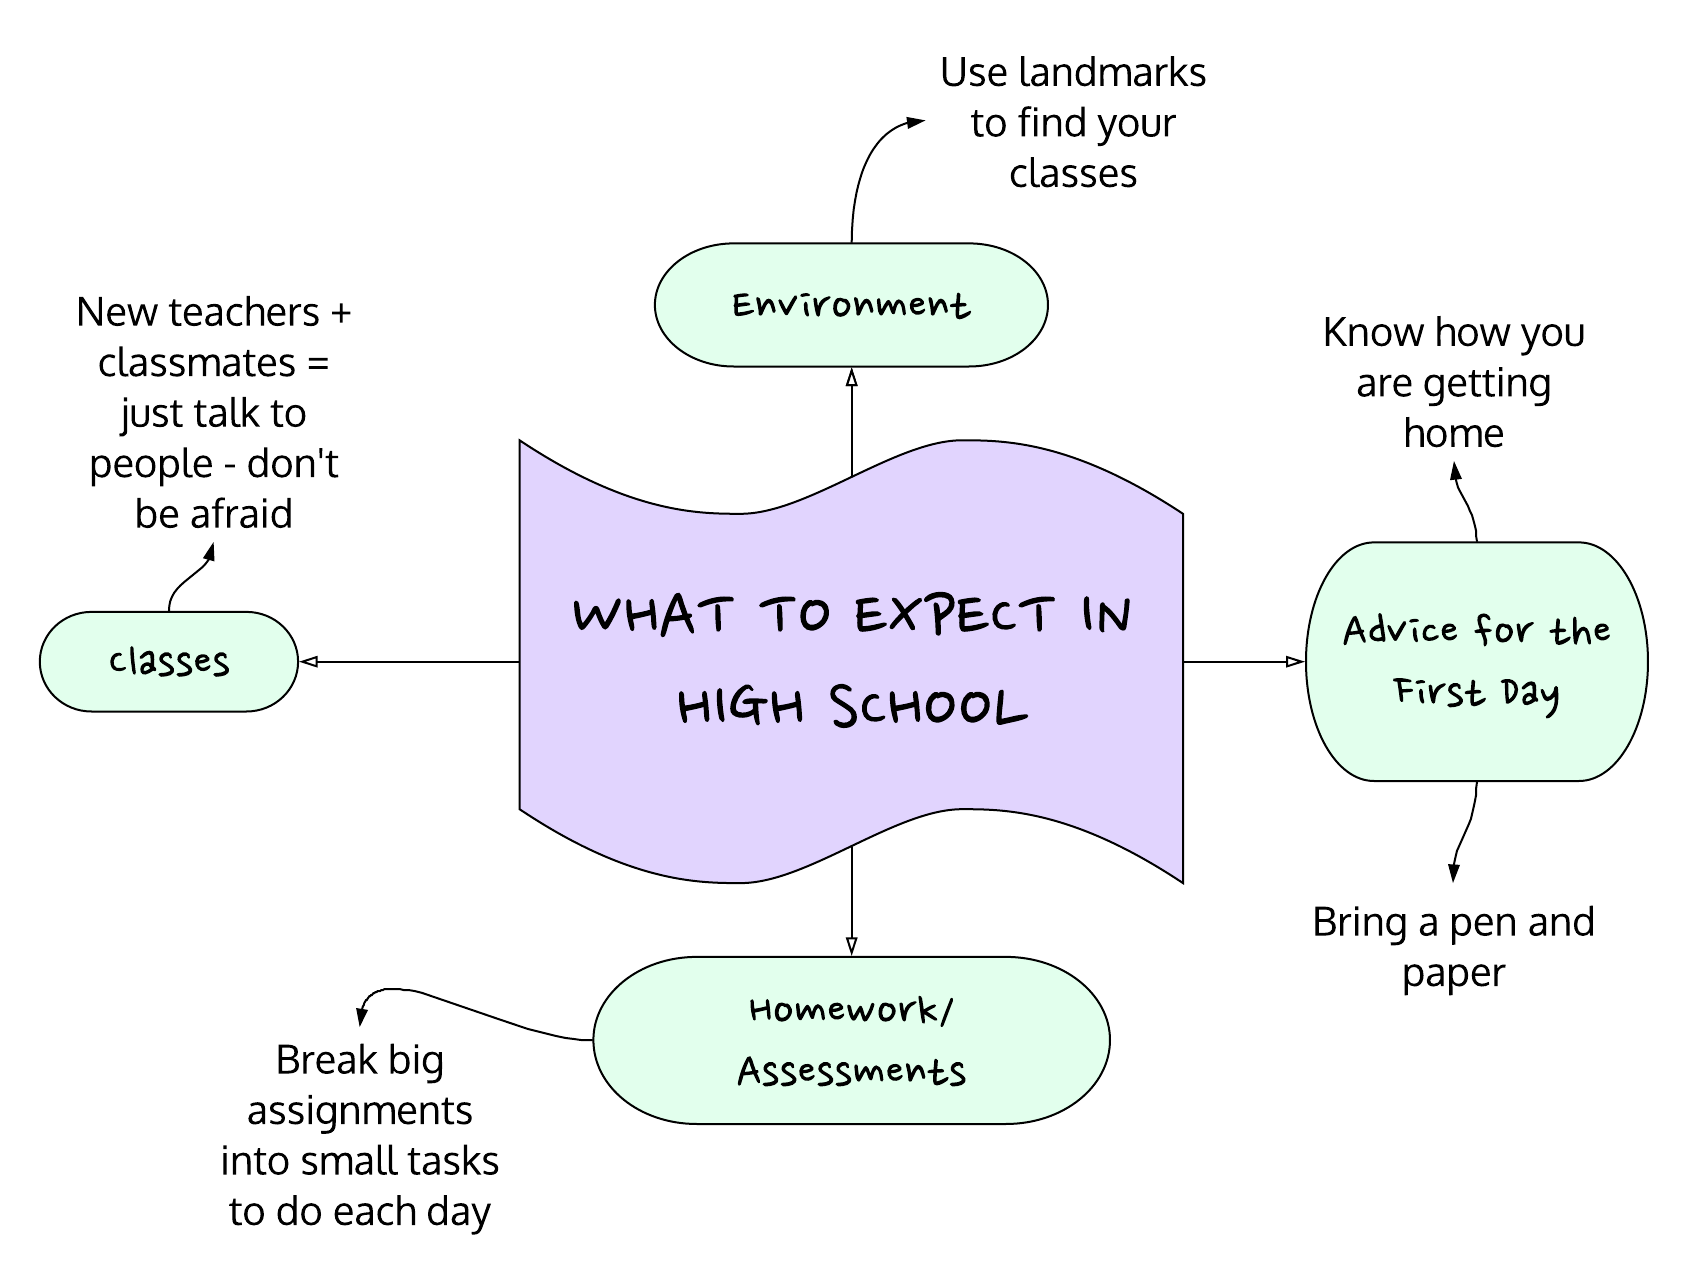 Use landmarks
to find your
classes
Environment
New teachers +
classmates =
just talk to
people - don't
be afraid
classes
WHAT TO EXPECT IN
HIGH SCHOOL
Know how you
are getting
home
Advice for the
First Day
Bring a pen and
paper
Homework/
Assessments
Break big
assignments
into small tasks
to do each day